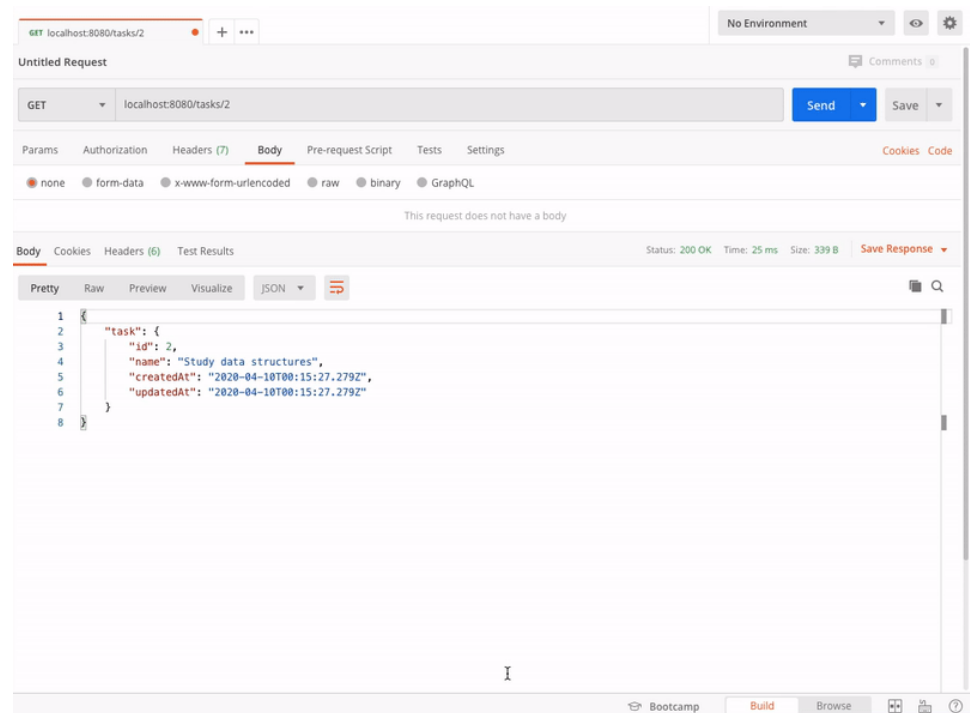 GET localhost:8080/tasks/2 + ••• No Environment
Untitled Request Comments 0
GET localhost:8080/tasks/2 Send Save
Params Authorization Headers (7) Body Pre-request Script Tests Settings Cookies Code
none form-data x-www-form-urlencoded raw binary GraphQL
This request does not have a body
Body Cookies Headers (6) Test Results Status: 200 OK Time: 25 ms Size: 339 B Save Response
Pretty Raw Preview Visualize JSON
1 {
2 "task": {
3 "id": 2,
4 "name": "Study data structures",
5 "createdAt": "2020-04-10T00:15:27.279Z",
6 "updatedAt": "2020-04-10T00:15:27.279Z"
7 }
8 }
Bootcamp Build Browse ?